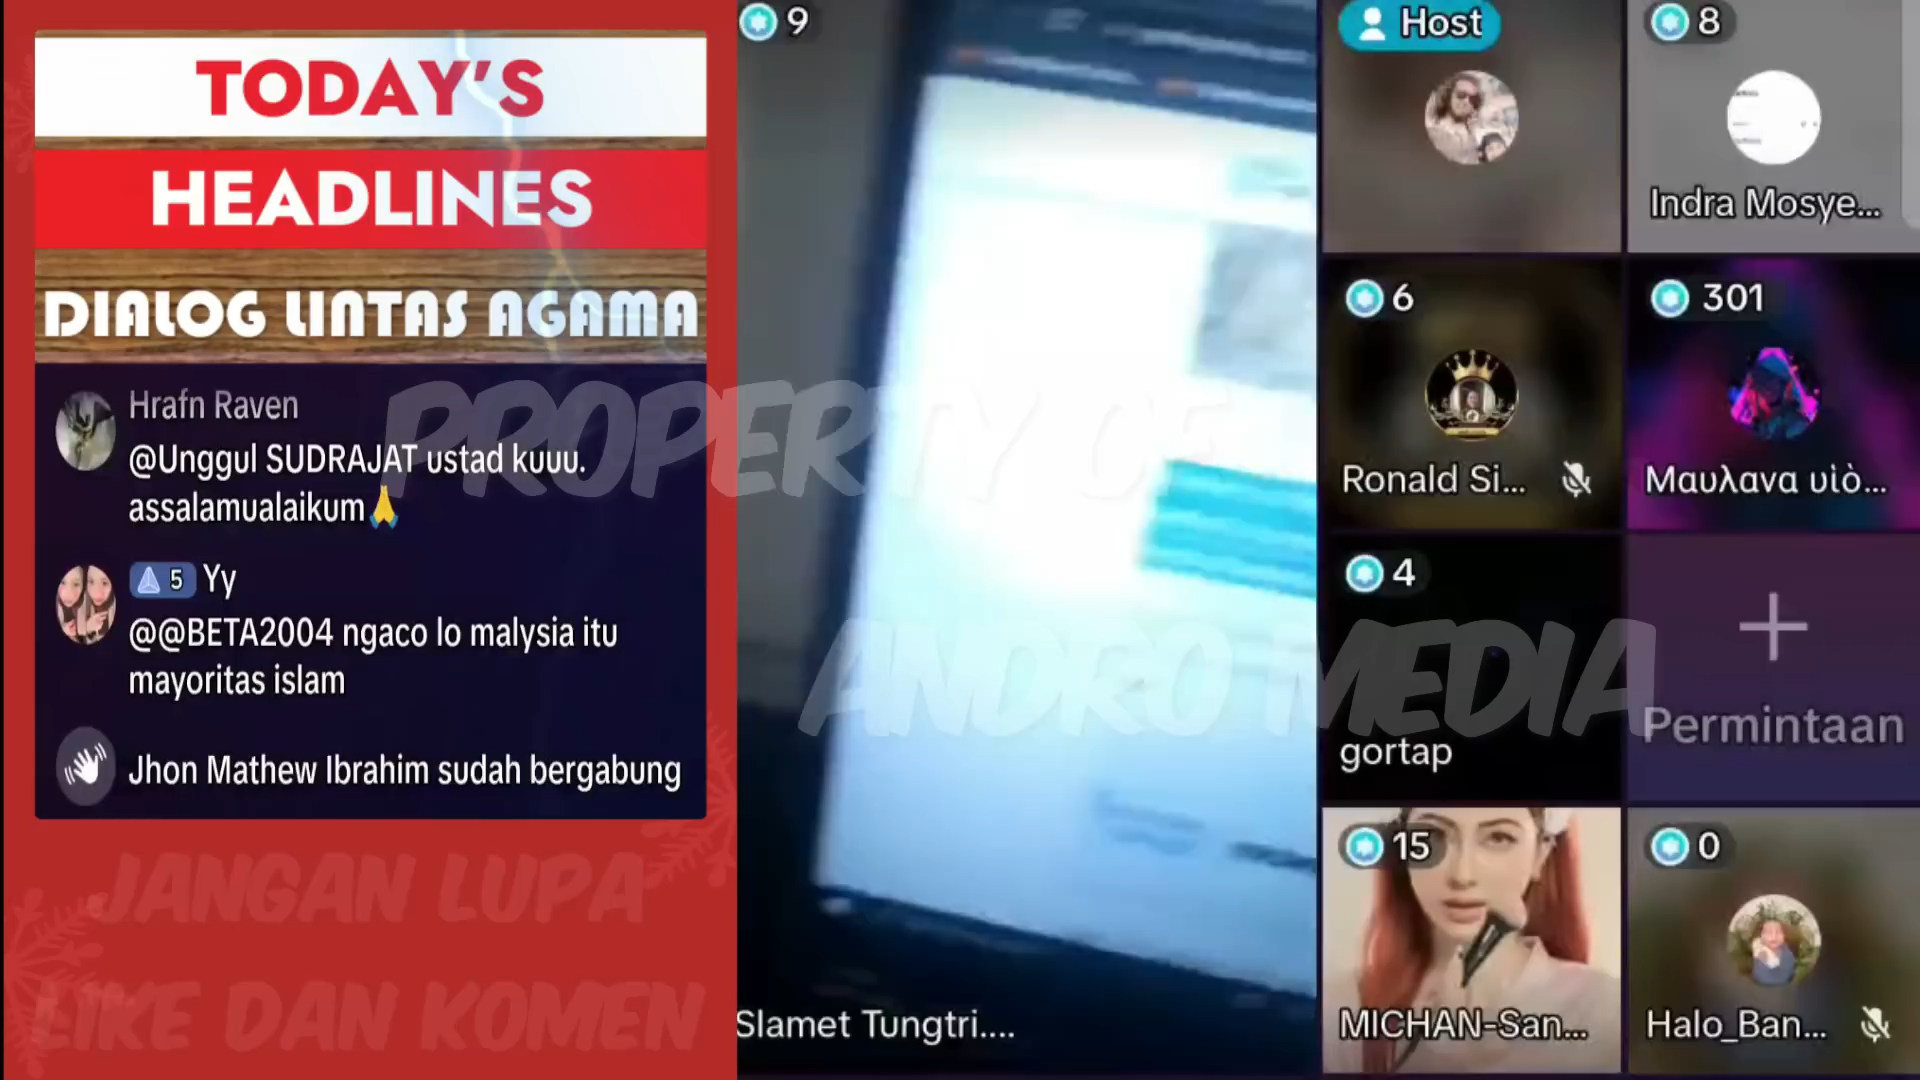 TODAY'S
HEADLINES
DIALOG LINTAS AGAMA
Hrafn Raven
@Unggul SUDRAJAT ustad kuuu.
assalamualaikum🙏
5 Yy
@@BETA2004 ngaco lo malysia itu
mayoritas islam
Jhon Mathew Ibrahim sudah bergabung
JANGAN LUPA
LIKE DAN KOMEN
PROPERTY OF
ANDRO MEDIA
9
Slamet Tungtri....
Host
8
Indra Mosye...
6
Ronald Si...
301
Μαυλανα υἱὸ...
4
gortap
Permintaan
15
MICHAN-San...
0
Halo_Ban...